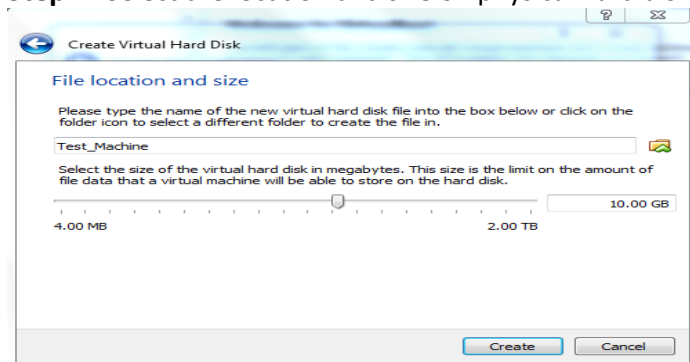 Create Virtual Hard Disk
File location and size
Please type the name of the new virtual hard disk file into the box below or click on the
folder icon to select a different folder to create the file in.
Test_Machine
Select the size of the virtual hard disk in megabytes. This size is the limit on the amount of
file data that a virtual machine will be able to store on the hard disk.
10.00 GB
4.00 MB 2.00 TB
Create Cancel